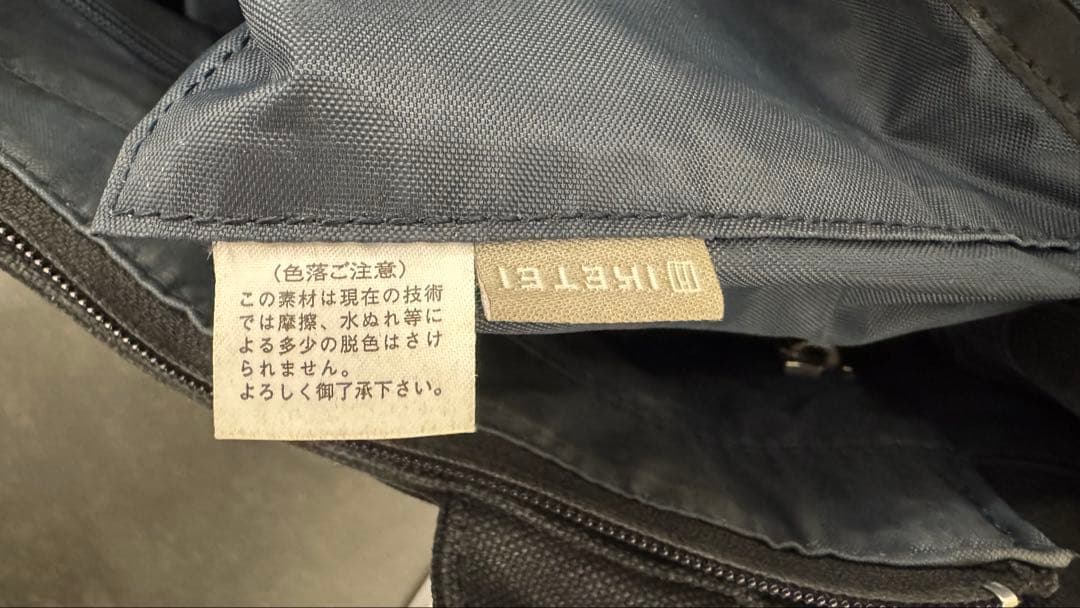 (色落ご注意)
この素材は現在の技術
では摩擦、水ぬれ等に
よる多少の脱色はさけ
られません。
よろしく御了承下さい。
IKETEI